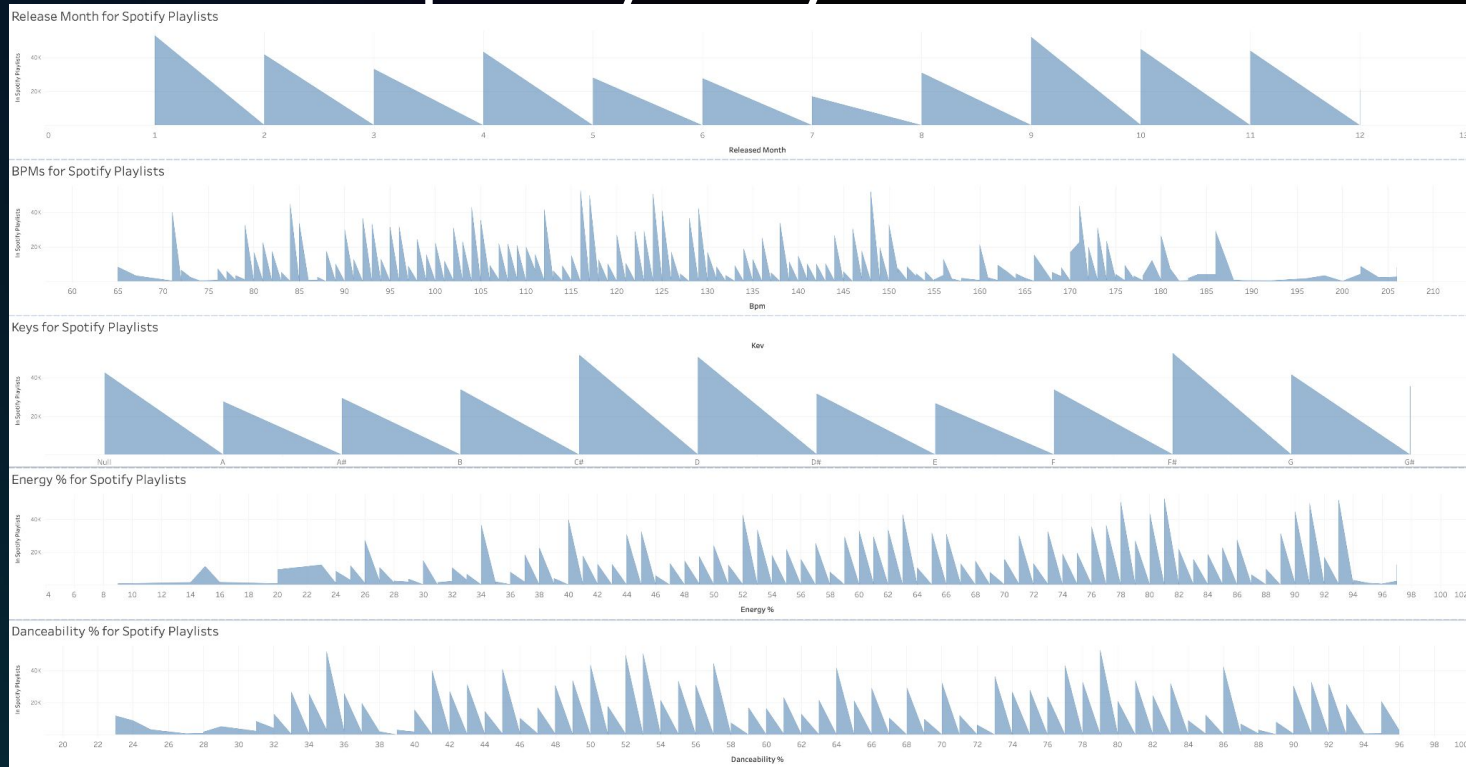 Release Month for Spotify Playlists
In Spotify Playlists
40K
20K
0 1 2 3 4 5 6 7 8 9 10 11 12 13
Released Month
BPMs for Spotify Playlists
In Spotify Playlists
40K
20K
60 65 70 75 80 85 90 95 100 105 110 115 120 125 130 135 140 145 150 155 160 165 170 175 180 185 190 195 200 205 210
Bpm
Keys for Spotify Playlists
Key
In Spotify Playlists
40K
20K
Null A A# B C# D D# E F F# G G#
Energy % for Spotify Playlists
In Spotify Playlists
40K
20K
4 6 8 10 12 14 16 18 20 22 24 26 28 30 32 34 36 38 40 42 44 46 48 50 52 54 56 58 60 62 64 66 68 70 72 74 76 78 80 82 84 86 88 90 92 94 96 98 100 102
Energy %
Danceability % for Spotify Playlists
In Spotify Playlists
40K
20K
20 22 24 26 28 30 32 34 36 38 40 42 44 46 48 50 52 54 56 58 60 62 64 66 68 70 72 74 76 78 80 82 84 86 88 90 92 94 96 98 100
Danceability %